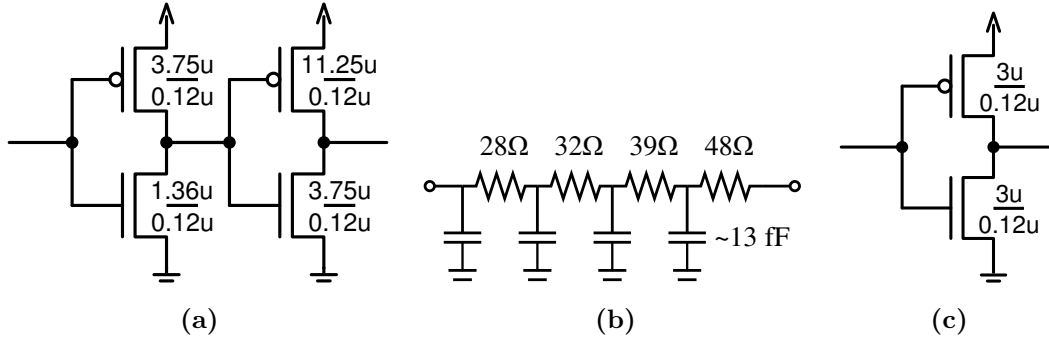 3.75u
0.12u
11.25u
0.12u
1.36u
0.12u
3.75u
0.12u
(a)
28Ω 32Ω 39Ω 48Ω
~13 fF
(b)
3u
0.12u
3u
0.12u
(c)